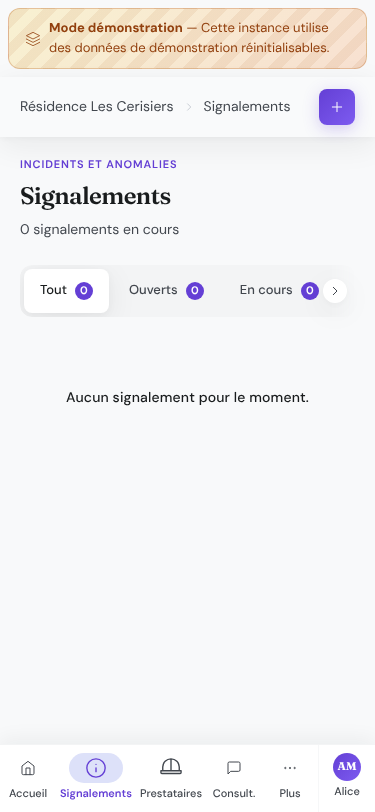 Mode démonstration — Cette instance utilise
des données de démonstration réinitialisables.
Résidence Les Cerisiers > Signalements +
INCIDENTS ET ANOMALIES
Signalements
0 signalements en cours
Tout 0 Ouverts 0 En cours 0
Aucun signalement pour le moment.
AM
Accueil Signalements Prestataires Consult. Plus Alice